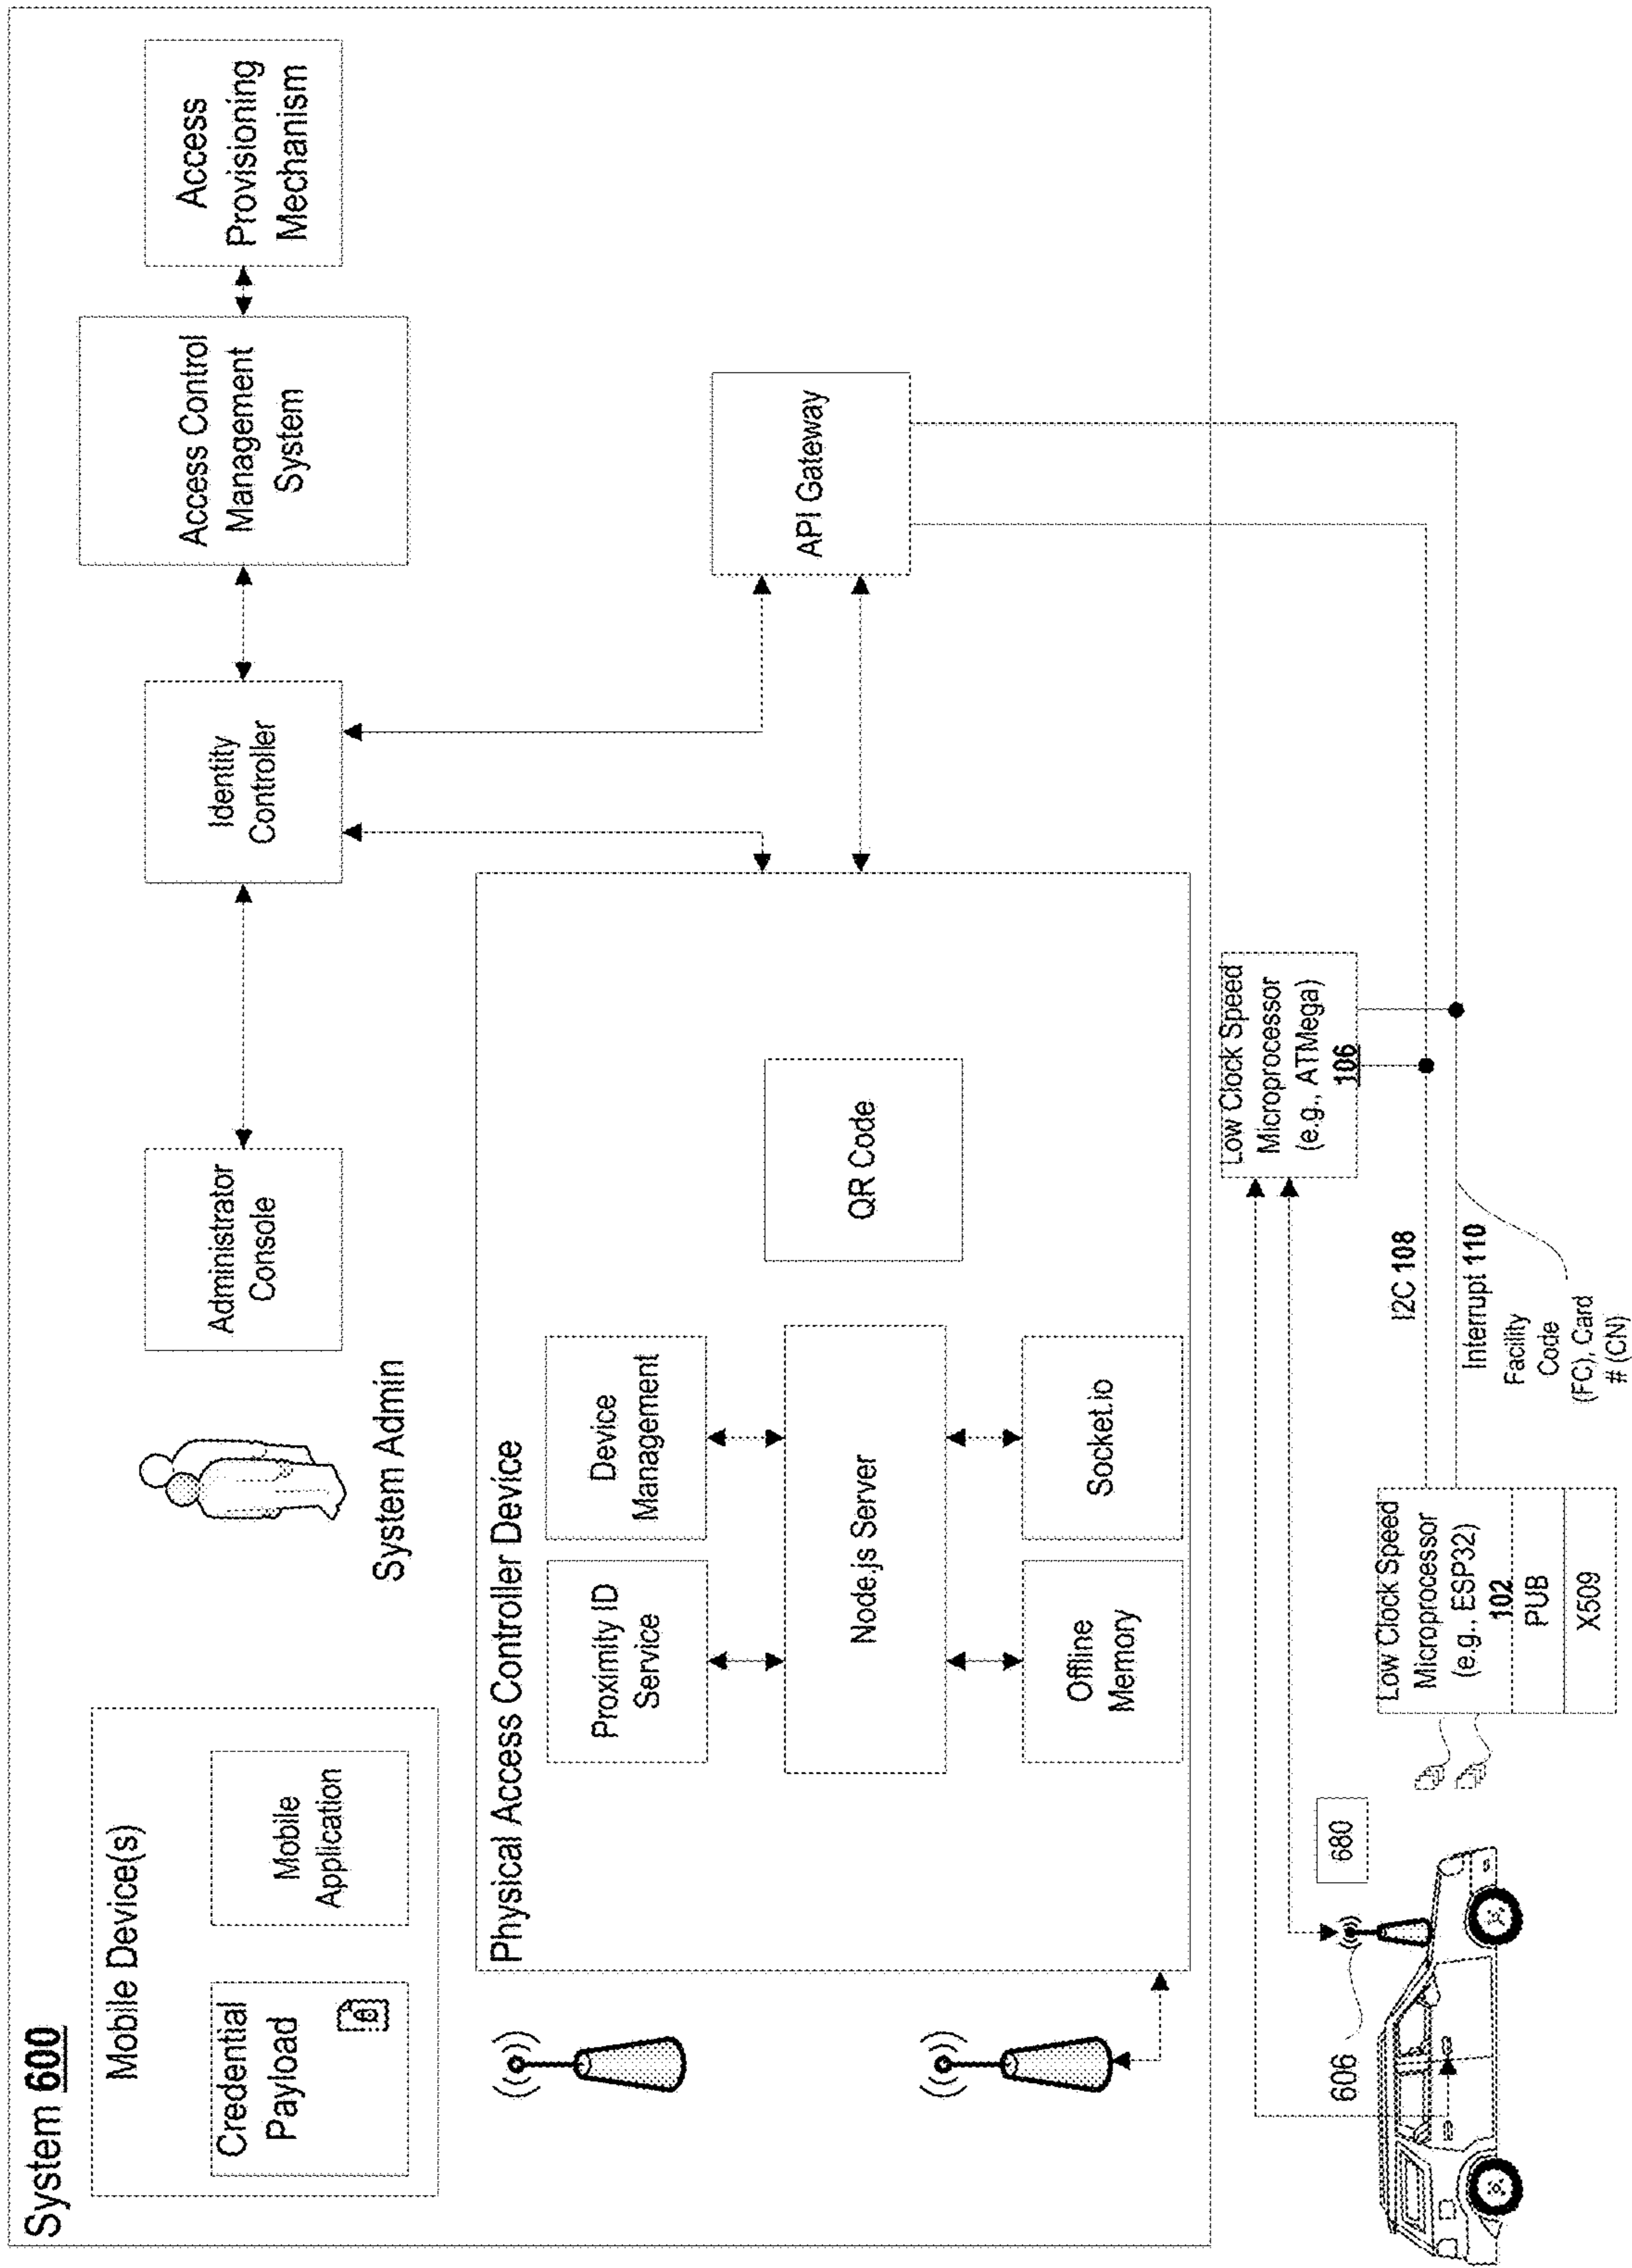 System 600
Mobile Device(s)
Credential
Payload
Mobile
Application
System Admin
Administrator
Console
Identity
Controller
Access Control
Management
System
Access
Provisioning
Mechanism
Physical Access Controller Device
Proximity ID
Service
Device
Management
Node.js Server
Offline
Memory
Socket.io
QR Code
API Gateway
606
680
Low Clock Speed
Microprocessor
(e.g., ESP32)
102
PUB
X509
I2C 108
Interrupt 110
Facility
Code
(FC), Card
# (CN)
Low Clock Speed
Microprocessor
(e.g., ATMega)
106